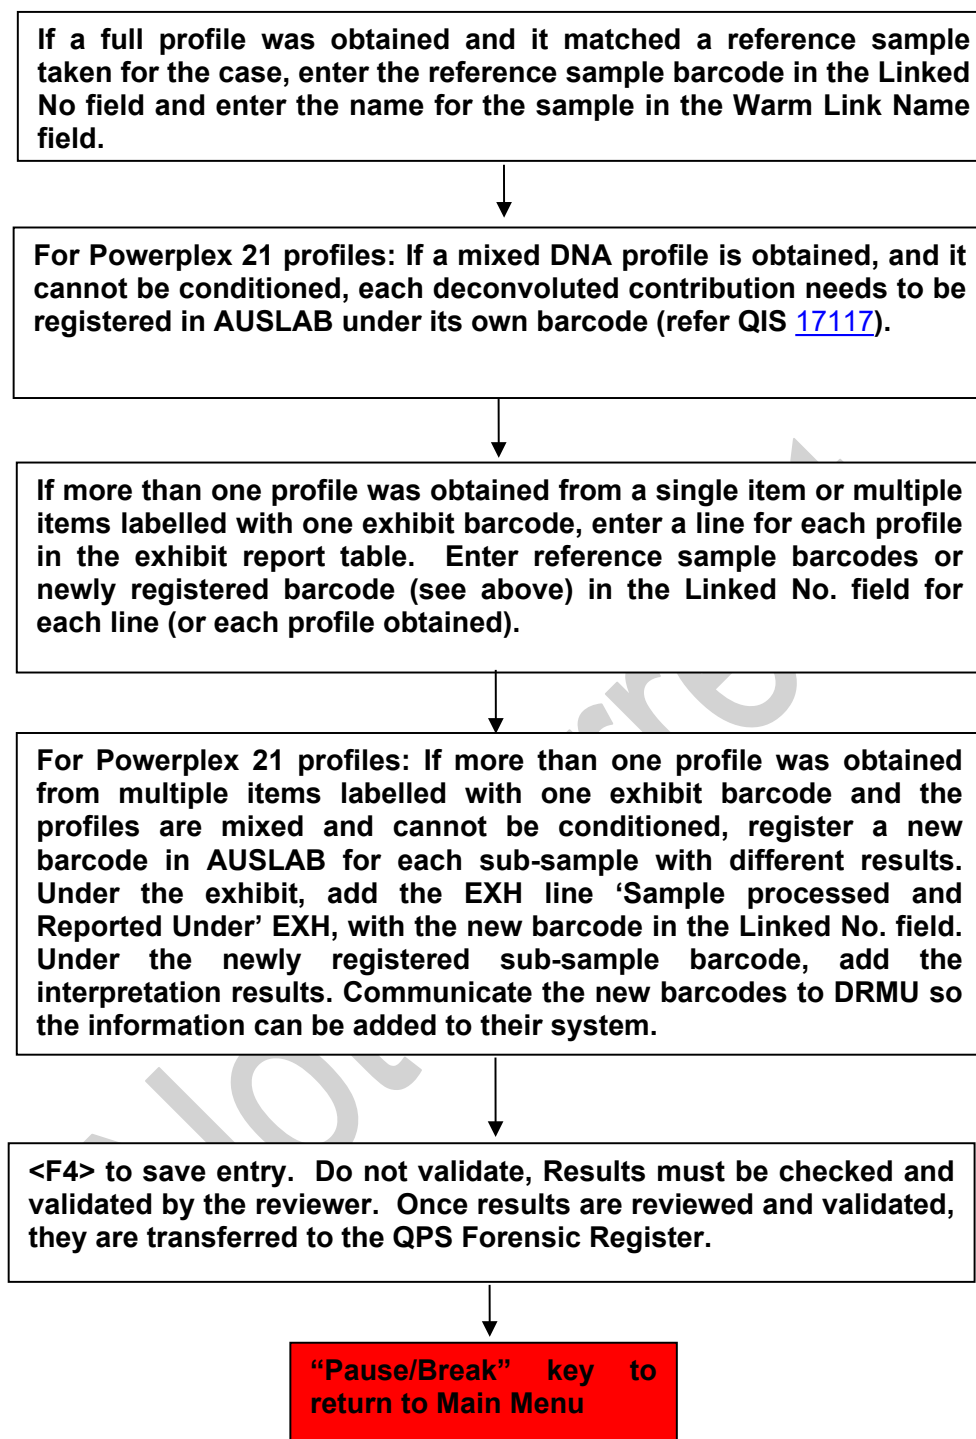 If a full profile was obtained and it matched a reference sample
taken for the case, enter the reference sample barcode in the Linked
No field and enter the name for the sample in the Warm Link Name
field.
For Powerplex 21 profiles: If a mixed DNA profile is obtained, and it
cannot be conditioned, each deconvoluted contribution needs to be
registered in AUSLAB under its own barcode (refer QIS 17117).
If more than one profile was obtained from a single item or multiple
items labelled with one exhibit barcode, enter a line for each profile
in the exhibit report table. Enter reference sample barcodes or
newly registered barcode (see above) in the Linked No. field for
each line (or each profile obtained).
For Powerplex 21 profiles: If more than one profile was obtained
from multiple items labelled with one exhibit barcode and the
profiles are mixed and cannot be conditioned, register a new
barcode in AUSLAB for each sub-sample with different results.
Under the exhibit, add the EXH line ‘Sample processed and
Reported Under’ EXH, with the new barcode in the Linked No. field.
Under the newly registered sub-sample barcode, add the
interpretation results. Communicate the new barcodes to DRMU so
the information can be added to their system.
<F4> to save entry. Do not validate, Results must be checked and
validated by the reviewer. Once results are reviewed and validated,
they are transferred to the QPS Forensic Register.
“Pause/Break” key to
return to Main Menu